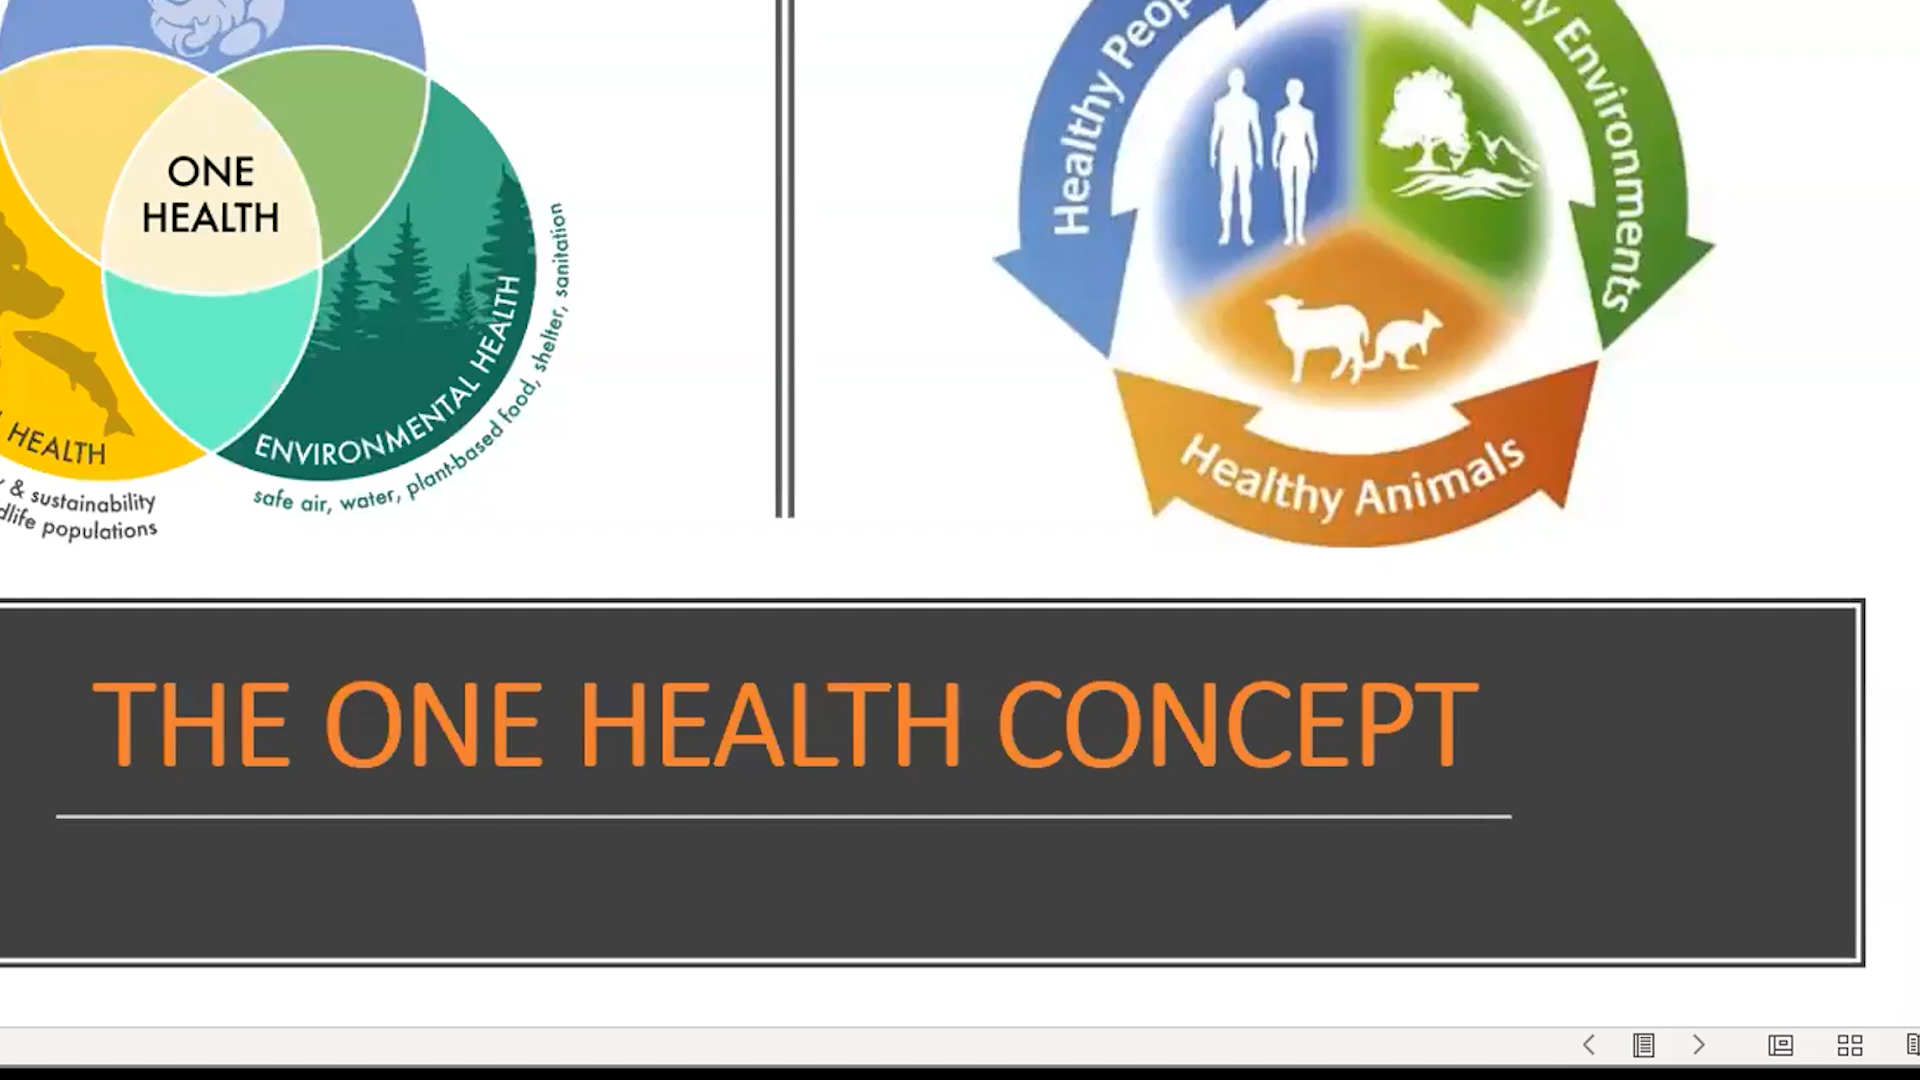 ONE
HEALTH
HEALTH
& sustainability
populations
ENVIRONMENTAL HEALTH
safe air, water, plant-based food, shelter, sanitation
Healthy
Environments
Healthy Animals
THE ONE HEALTH CONCEPT